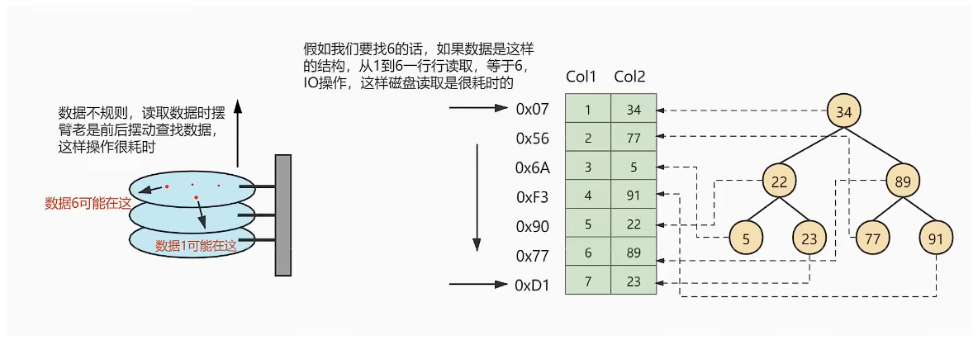 假如我们要找6的话，如果数据是这样
的结构，从1到6一行行读取，等于6，
IO操作，这样磁盘读取是很耗时的
数据不规则，读取数据时摆
臂老是前后摆动查找数据，
这样操作很耗时
数据6可能在这
数据1可能在这
Col1 Col2
0x07 1 34
0x56 2 77
0x6A 3 5
0xF3 4 91
0x90 5 22
0x77 6 89
0xD1 7 23
34
22 89
5 23 77 91